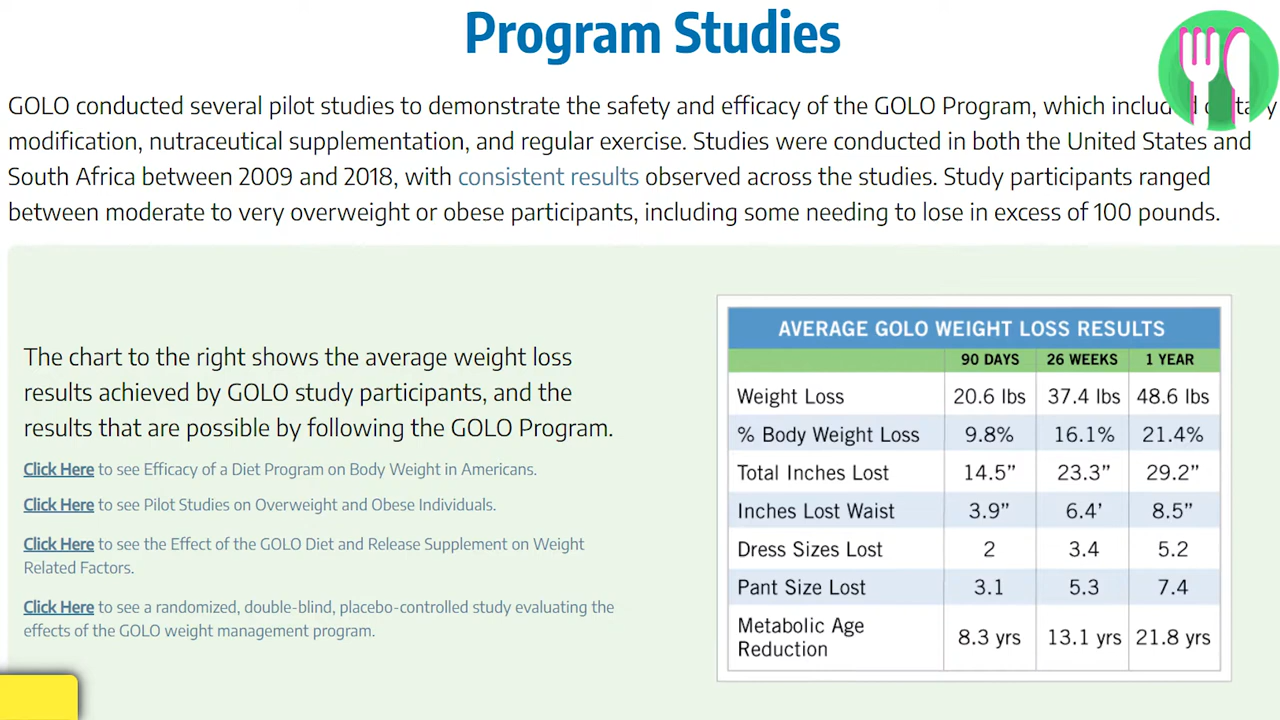 Program Studies
GOLO conducted several pilot studies to demonstrate the safety and efficacy of the GOLO Program, which included dietary
modification, nutraceutical supplementation, and regular exercise. Studies were conducted in both the United States and
South Africa between 2009 and 2018, with consistent results observed across the studies. Study participants ranged
between moderate to very overweight or obese participants, including some needing to lose in excess of 100 pounds.
The chart to the right shows the average weight loss
results achieved by GOLO study participants, and the
results that are possible by following the GOLO Program.
Click Here to see Efficacy of a Diet Program on Body Weight in Americans.
Click Here to see Pilot Studies on Overweight and Obese Individuals.
Click Here to see the Effect of the GOLO Diet and Release Supplement on Weight
Related Factors.
Click Here to see a randomized, double-blind, placebo-controlled study evaluating the
effects of the GOLO weight management program.
AVERAGE GOLO WEIGHT LOSS RESULTS
90 DAYS 26 WEEKS 1 YEAR
Weight Loss 20.6 lbs 37.4 lbs 48.6 lbs
% Body Weight Loss 9.8% 16.1% 21.4%
Total Inches Lost 14.5” 23.3” 29.2”
Inches Lost Waist 3.9” 6.4’ 8.5”
Dress Sizes Lost 2 3.4 5.2
Pant Size Lost 3.1 5.3 7.4
Metabolic Age
Reduction 8.3 yrs 13.1 yrs 21.8 yrs